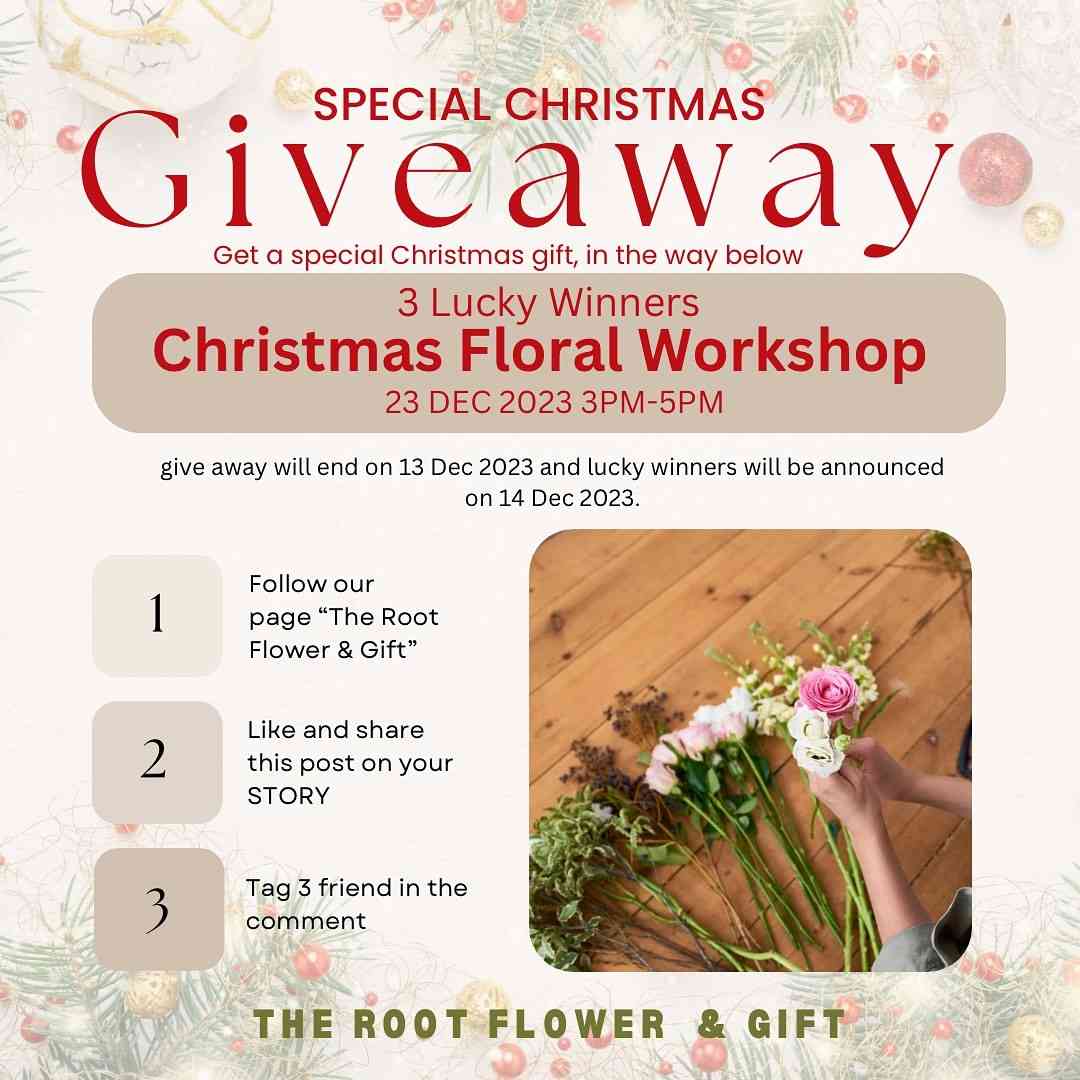 SPECIAL CHRISTMAS
Giveaway
Get a special Christmas gift, in the way below
3 Lucky Winners
Christmas Floral Workshop
23 DEC 2023 3PM-5PM
give away will end on 13 Dec 2023 and lucky winners will be announced
on 14 Dec 2023.
1
Follow our
page “The Root
Flower & Gift”
2
Like and share
this post on your
STORY
3
Tag 3 friend in the
comment
THE ROOT FLOWER & GIFT